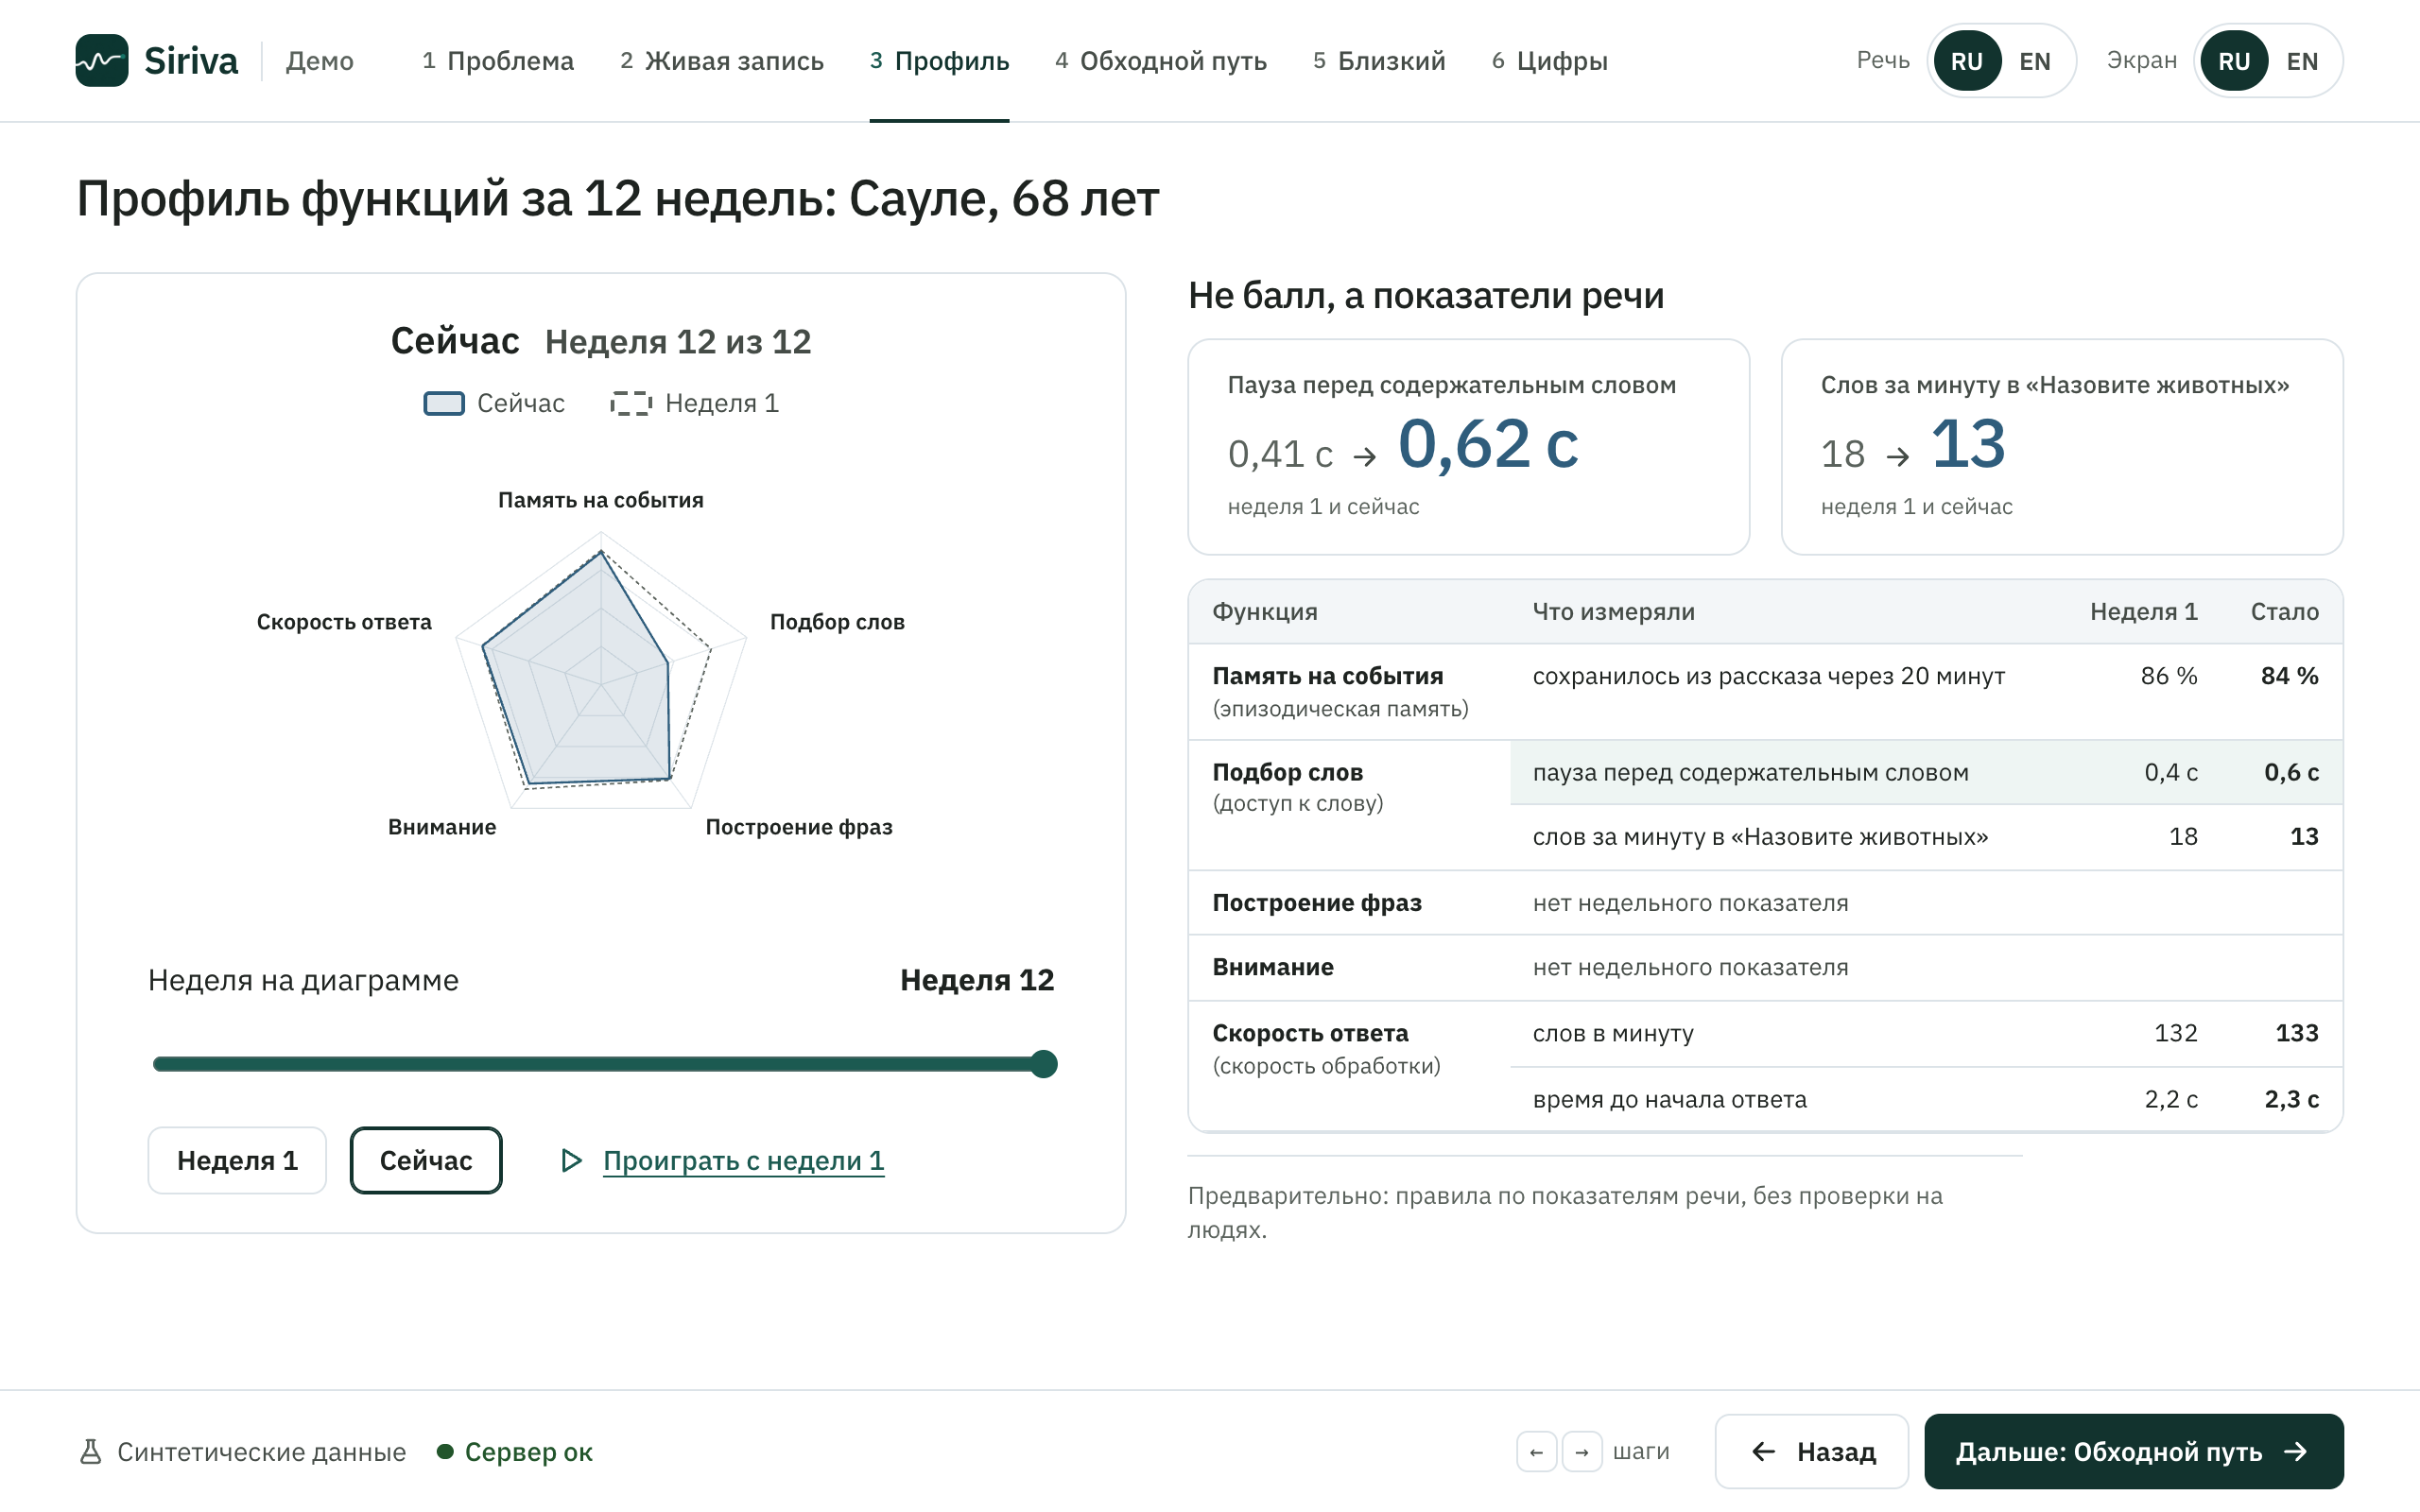 Siriva
Демо
1 Проблема
2 Живая запись
3 Профиль
4 Обходной путь
5 Близкий
6 Цифры
Речь RU EN
Экран RU EN
Профиль функций за 12 недель: Сауле, 68 лет
Сейчас Неделя 12 из 12
Сейчас Неделя 1
Память на события
Скорость ответа
Подбор слов
Внимание
Построение фраз
Неделя на диаграмме Неделя 12
Неделя 1 Сейчас Проиграть с недели 1
Не балл, а показатели речи
Пауза перед содержательным словом
0,41 с → 0,62 с
неделя 1 и сейчас
Слов за минуту в «Назовите животных»
18 → 13
неделя 1 и сейчас
Функция Что измеряли Неделя 1 Стало
Память на события сохранилось из рассказа через 20 минут 86 % 84 %
(эпизодическая память)
Подбор слов пауза перед содержательным словом 0,4 с 0,6 с
(доступ к слову)
слов за минуту в «Назовите животных» 18 13
Построение фраз нет недельного показателя
Внимание нет недельного показателя
Скорость ответа слов в минуту 132 133
(скорость обработки)
время до начала ответа 2,2 с 2,3 с
Предварительно: правила по показателям речи, без проверки на
людях.
Синтетические данные Сервер ок
← → шаги
← Назад
Дальше: Обходной путь →